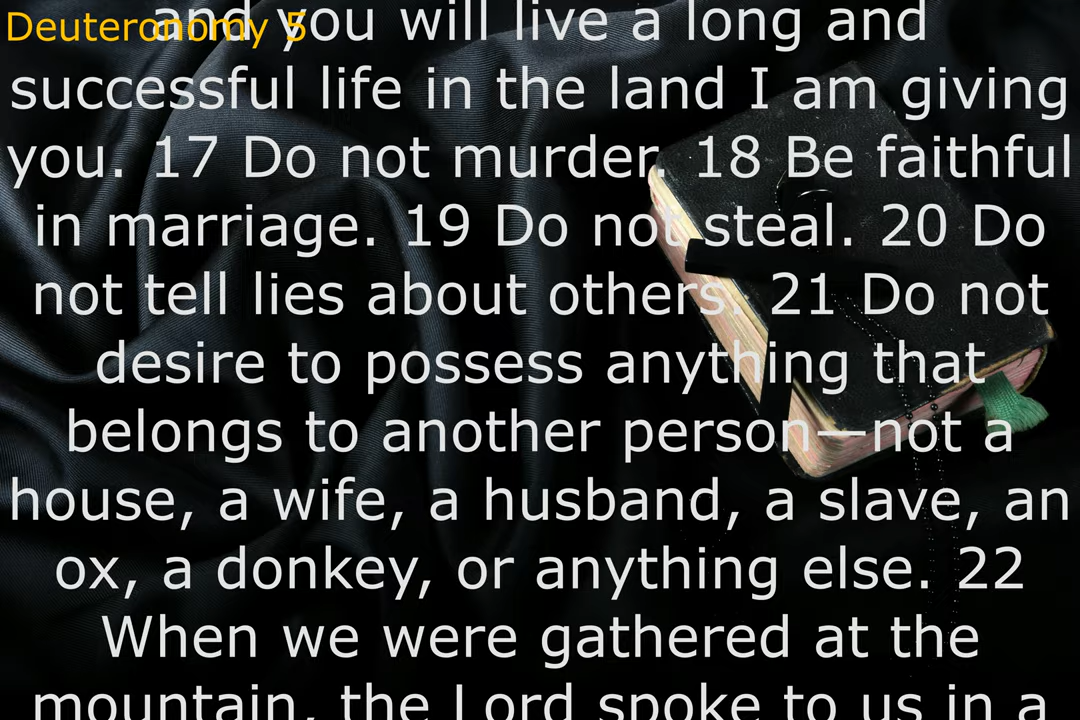 Deuteronomy 5
and you will live a long and
successful life in the land I am giving
you. 17 Do not murder. 18 Be faithful
in marriage. 19 Do not steal. 20 Do
not tell lies about others. 21 Do not
desire to possess anything that
belongs to another person—not a
house, a wife, a husband, a slave, an
ox, a donkey, or anything else. 22
When we were gathered at the
mountain, the Lord spoke to us in a